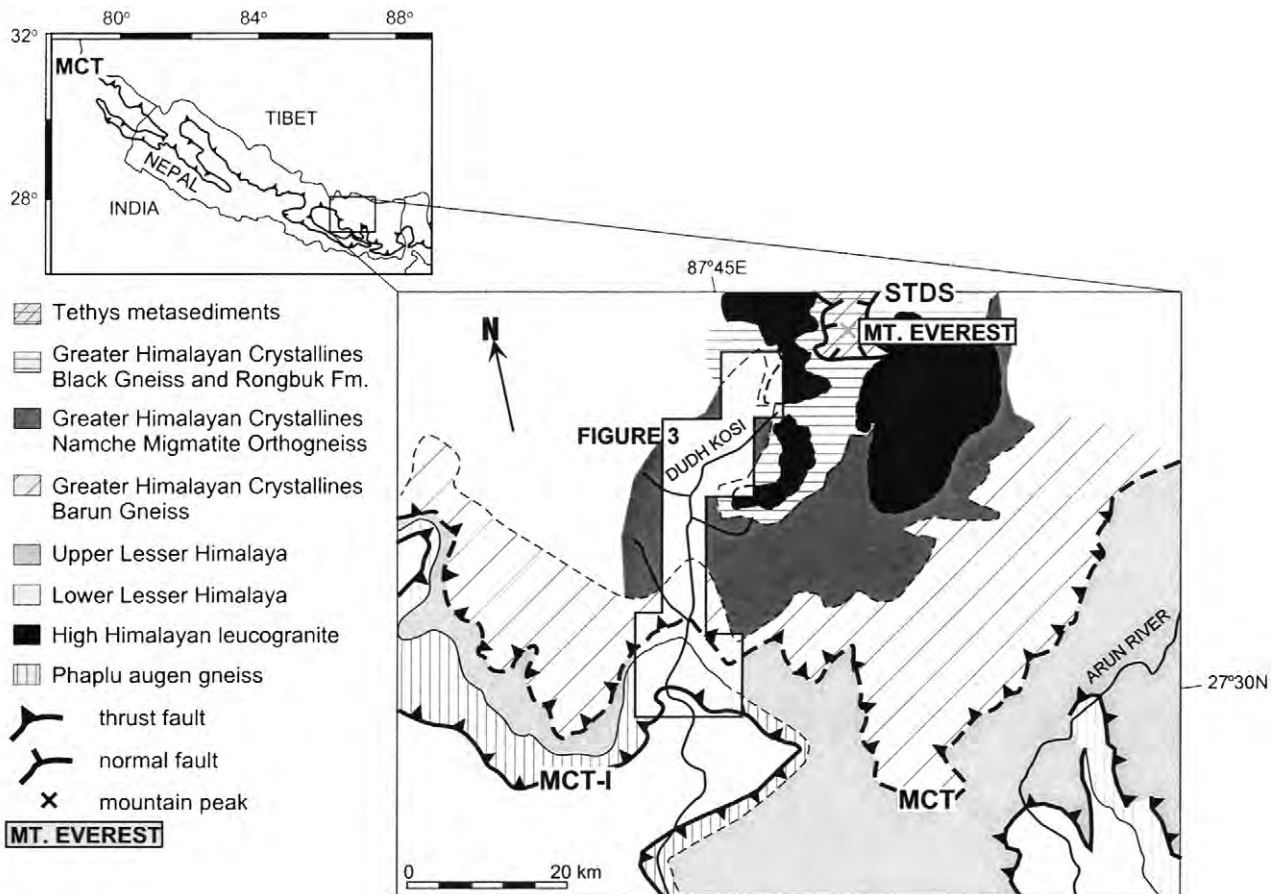 80°
84°
88°
32°
MCT
TIBET
NEPAL
28°
INDIA
87°45E
STDS
MT. EVEREST
N
FIGURE 3
DUDH KOSI
ARUN RIVER
27°30N
MCT-I
MCT
0
20 km
Tethys metasediments
Greater Himalayan Crystallines
Black Gneiss and Rongbuk Fm.
Greater Himalayan Crystallines
Namche Migmatite Orthogneiss
Greater Himalayan Crystallines
Barun Gneiss
Upper Lesser Himalaya
Lower Lesser Himalaya
High Himalayan leucogranite
Phaplu augen gneiss
thrust fault
normal fault
mountain peak
MT. EVEREST